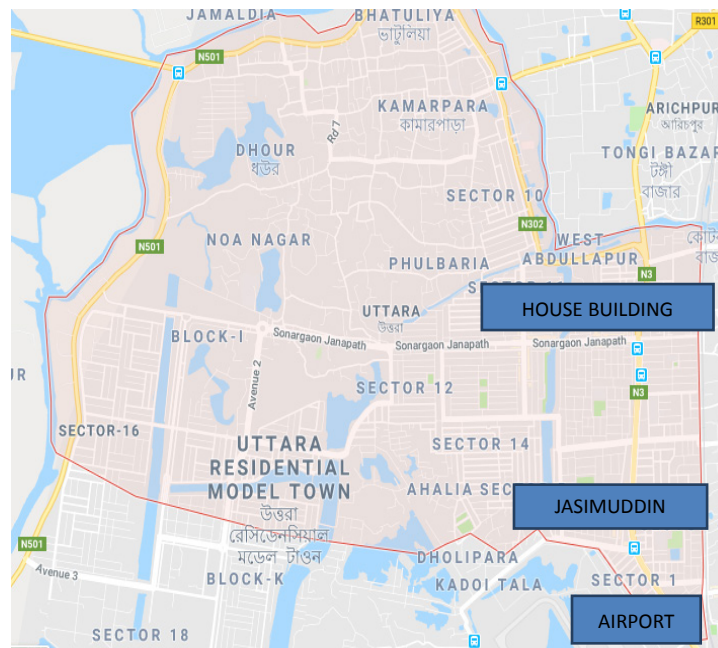 JAMALDIA
BHATULIYA
ভাটুলিয়া
R301
N501
KAMARPARA
কামারপাড়া
ARICHPUR
আরিচপুর
Rd 7
DHOUR
ধউর
TONGI BAZAR
টঙ্গী
বাজার
SECTOR 10
N302
N501
NOA NAGAR
WEST
ABDULLAPUR
PHULBARIA
N3
HOUSE BUILDING
UTTARA
উত্তরা
BLOCK-I
Sonargaon Janapath
Sonargaon Janapath
Sonargaon Janapath
Avenue 2
SECTOR 12
N3
SECTOR-16
UTTARA
RESIDENTIAL
MODEL TOWN
উত্তরা
রেসিডেনসিয়াল
মডেল টাওন
SECTOR 14
AHALIA
JASIMUDDIN
N501
Avenue 3
BLOCK-K
DHOLIPARA
KADOI TALA
SECTOR 1
AIRPORT
SECTOR 18